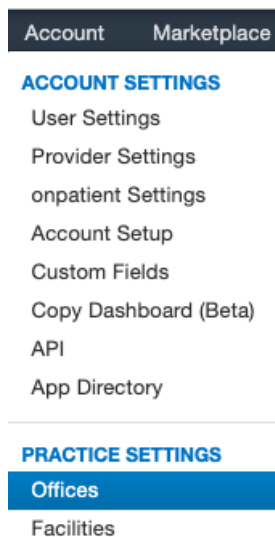 Account Marketplace
ACCOUNT SETTINGS
User Settings
Provider Settings
onpatient Settings
Account Setup
Custom Fields
Copy Dashboard (Beta)
API
App Directory
PRACTICE SETTINGS
Offices
Facilities